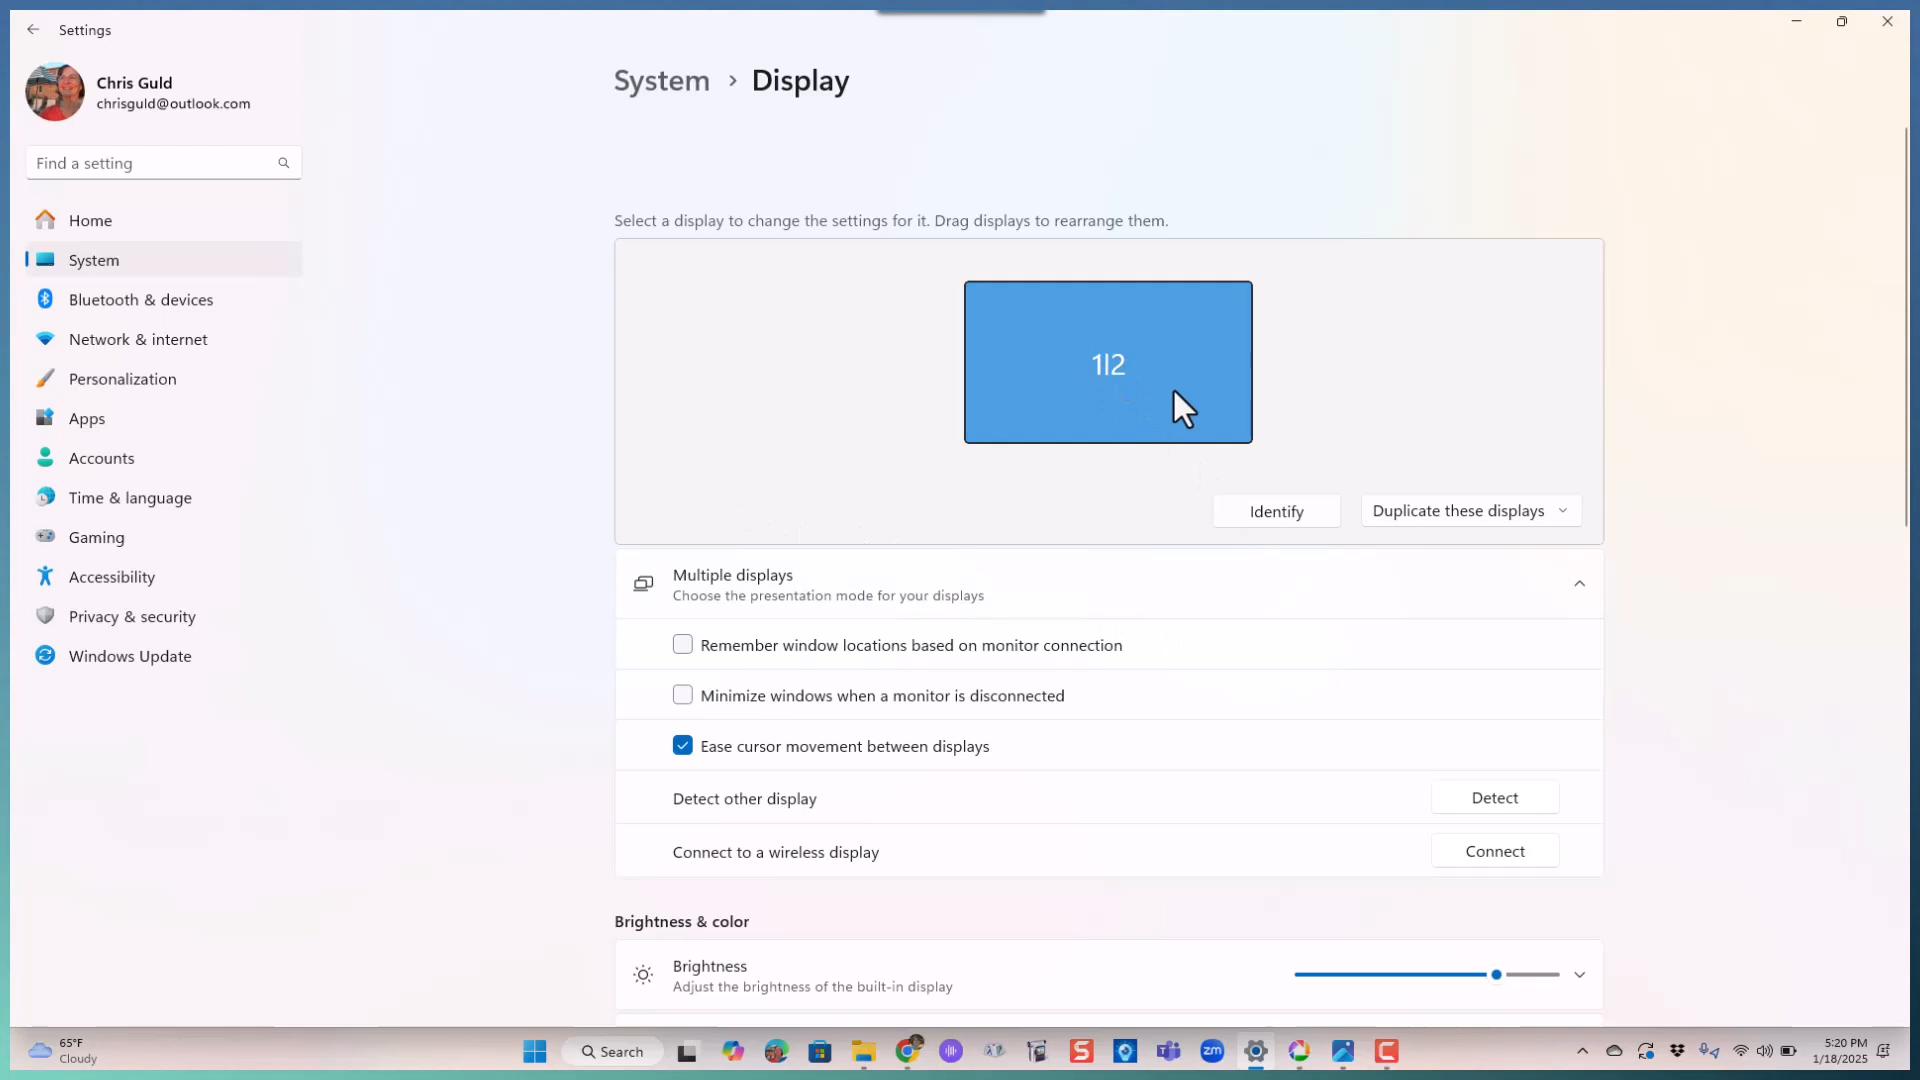 Settings
Chris Guld
chrisguld@outlook.com
Find a setting
Home
System
Bluetooth & devices
Network & internet
Personalization
Apps
Accounts
Time & language
Gaming
Accessibility
Privacy & security
Windows Update
System › Display
Select a display to change the settings for it. Drag displays to rearrange them.
1|2
Identify
Duplicate these displays
Multiple displays
Choose the presentation mode for your displays
Remember window locations based on monitor connection
Minimize windows when a monitor is disconnected
Ease cursor movement between displays
Detect other display
Detect
Connect to a wireless display
Connect
Brightness & color
Brightness
Adjust the brightness of the built-in display
65°F
Cloudy
Search
zm
5:20 PM
1/18/2025